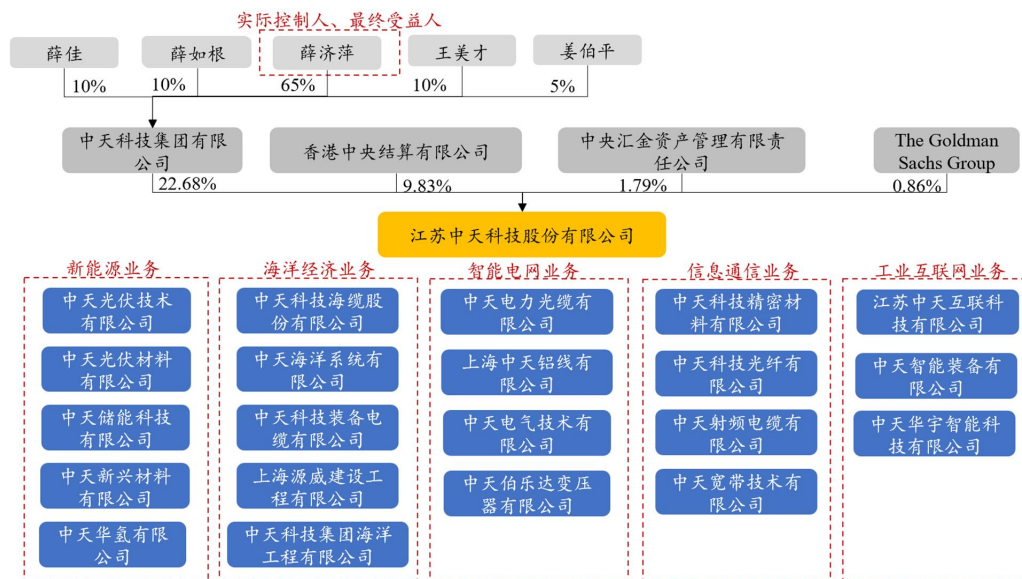 实际控制人、最终受益人
薛佳
薛如根
薛济萍
王美才
姜伯平
10%
10%
65%
10%
5%
中天科技集团有限
公司
香港中央结算有限公司
中央汇金资产管理有限责
任公司
The Goldman
Sachs Group
22.68%
9.83%
1.79%
0.86%
江苏中天科技股份有限公司
新能源业务
中天光伏技术
有限公司
中天光伏材料
有限公司
中天储能科技
有限公司
中天新兴材料
有限公司
中天华氢有限
公司
海洋经济业务
中天科技海缆股
份有限公司
中天海洋系统有
限公司
中天科技装备电
缆有限公司
上海源威建设工
程有限公司
中天科技集团海洋
工程有限公司
智能电网业务
中天电力光缆有
限公司
上海中天铝线有
限公司
中天电气技术有
限公司
中天伯乐达变压
器有限公司
信息通信业务
中天科技精密材
料有限公司
中天科技光纤有
限公司
中天射频电缆有
限公司
中天宽带技术有
限公司
工业互联网业务
江苏中天互联科
技有限公司
中天智能装备有
限公司
中天华宇智能科
技有限公司